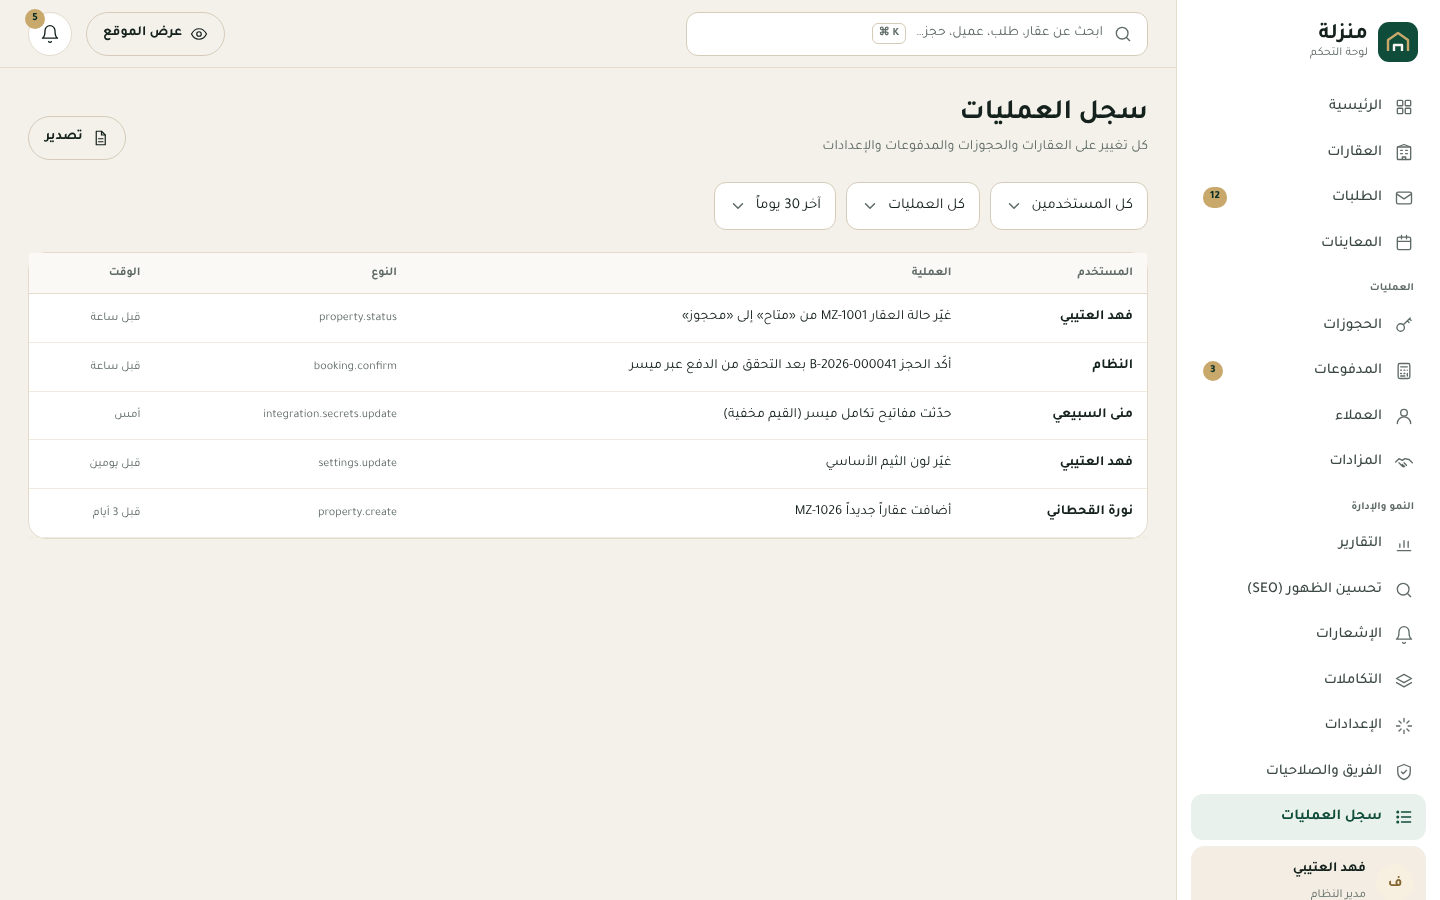 منزلة
لوحة التحكم
الرئيسية
العقارات
الطلبات 12
المعاينات
العمليات
الحجوزات
المدفوعات 3
العملاء
المزادات
النمو والإدارة
التقارير
تحسين الظهور (SEO)
الإشعارات
التكاملات
الإعدادات
الفريق والصلاحيات
سجل العمليات
ف فهد العتيبي
مدير النظام
ابحث عن عقار، طلب، عميل، حجز... ⌘ K
عرض الموقع
5
سجل العمليات
كل تغيير على العقارات والحجوزات والمدفوعات والإعدادات
تصدير
كل المستخدمين كل العمليات آخر 30 يوماً
المستخدم العملية النوع الوقت
فهد العتيبي غيّر حالة العقار MZ-1001 من «متاح» إلى «محجوز» property.status قبل ساعة
النظام أكّد الحجز B-2026-000041 بعد التحقق من الدفع عبر ميسر booking.confirm قبل ساعة
منى السبيعي حدّثت مفاتيح تكامل ميسر (القيم مخفية) integration.secrets.update أمس
فهد العتيبي غيّر لون الثيم الأساسي settings.update قبل يومين
نورة القحطاني أضافت عقاراً جديداً MZ-1026 property.create قبل 3 أيام